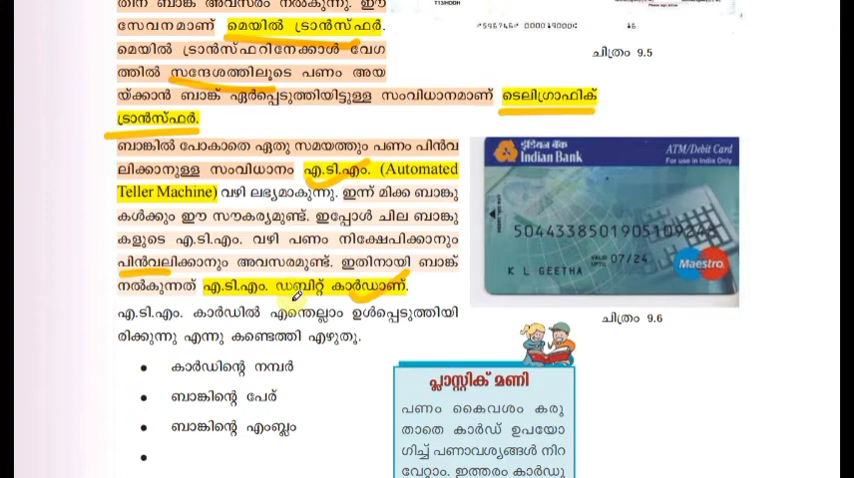 തിന് ബാങ്ക് അവസരം നൽകുന്നു. ഈ
സേവനമാണ് മെയിൽ ട്രാൻസ്ഫർ.
മെയിൽ ട്രാൻസ്ഫറിനേക്കാൾ വേഗ
ത്തിൽ സന്ദേശത്തിലൂടെ പണം അയ
യ്ക്കാൻ ബാങ്ക് ഏർപ്പെടുത്തിയിട്ടുള്ള സംവിധാനമാണ് ടെലിഗ്രാഫിക്
ട്രാൻസ്ഫർ.
ചിത്രം 9.5
ബാങ്കിൽ പോകാതെ ഏതു സമയത്തും പണം പിൻവ
ലിക്കാനുള്ള സംവിധാനം എ.ടി.എം. (Automated
Teller Machine) വഴി ലഭ്യമാകുന്നു. ഇന്ന് മിക്ക ബാങ്കു
കൾക്കും ഈ സൗകര്യമുണ്ട്. ഇപ്പോൾ ചില ബാങ്കു
കളുടെ എ.ടി.എം. വഴി പണം നിക്ഷേപിക്കാനും
പിൻവലിക്കാനും അവസരമുണ്ട്. ഇതിനായി ബാങ്ക്
നൽകുന്നത് എ.ടി.എം. ഡബിറ്റ് കാർഡാണ്.
എ.ടി.എം. കാർഡിൽ എന്തെല്ലാം ഉൾപ്പെടുത്തിയി
രിക്കുന്നു എന്നു കണ്ടെത്തി എഴുതൂ.
• കാർഡിന്റെ നമ്പർ
• ബാങ്കിന്റെ പേര്
• ബാങ്കിന്റെ എംബ്ലം
•
इंडियन बैंक
Indian Bank
ATM/Debit Card
For use in India Only
VALID UPTO 07/24
K L GEETHA
Maestro
ചിത്രം 9.6
പ്ലാസ്റ്റിക് മണി
പണം കൈവശം കരു
താതെ കാർഡ് ഉപയോ
ഗിച്ച് പണാവശ്യങ്ങൾ നിറ
വേറ്റാം. ഇത്തരം കാർഡു